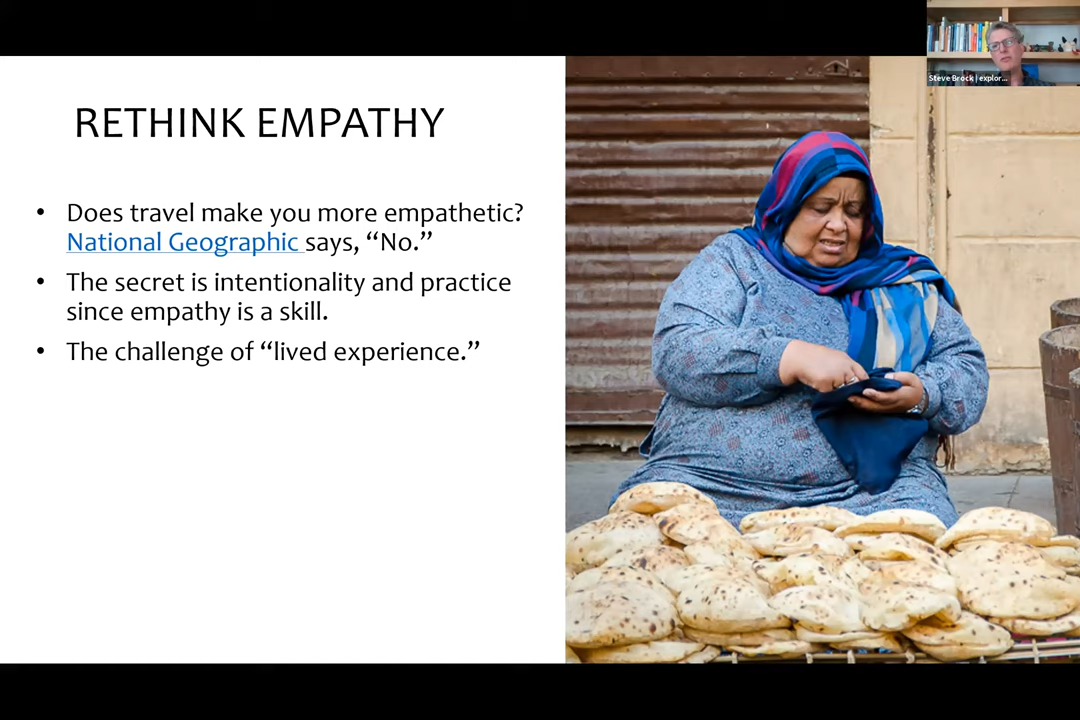 RETHINK EMPATHY
• Does travel make you more empathetic?
National Geographic says, “No.”
• The secret is intentionality and practice
since empathy is a skill.
• The challenge of “lived experience.”
Steve Brock | explor...